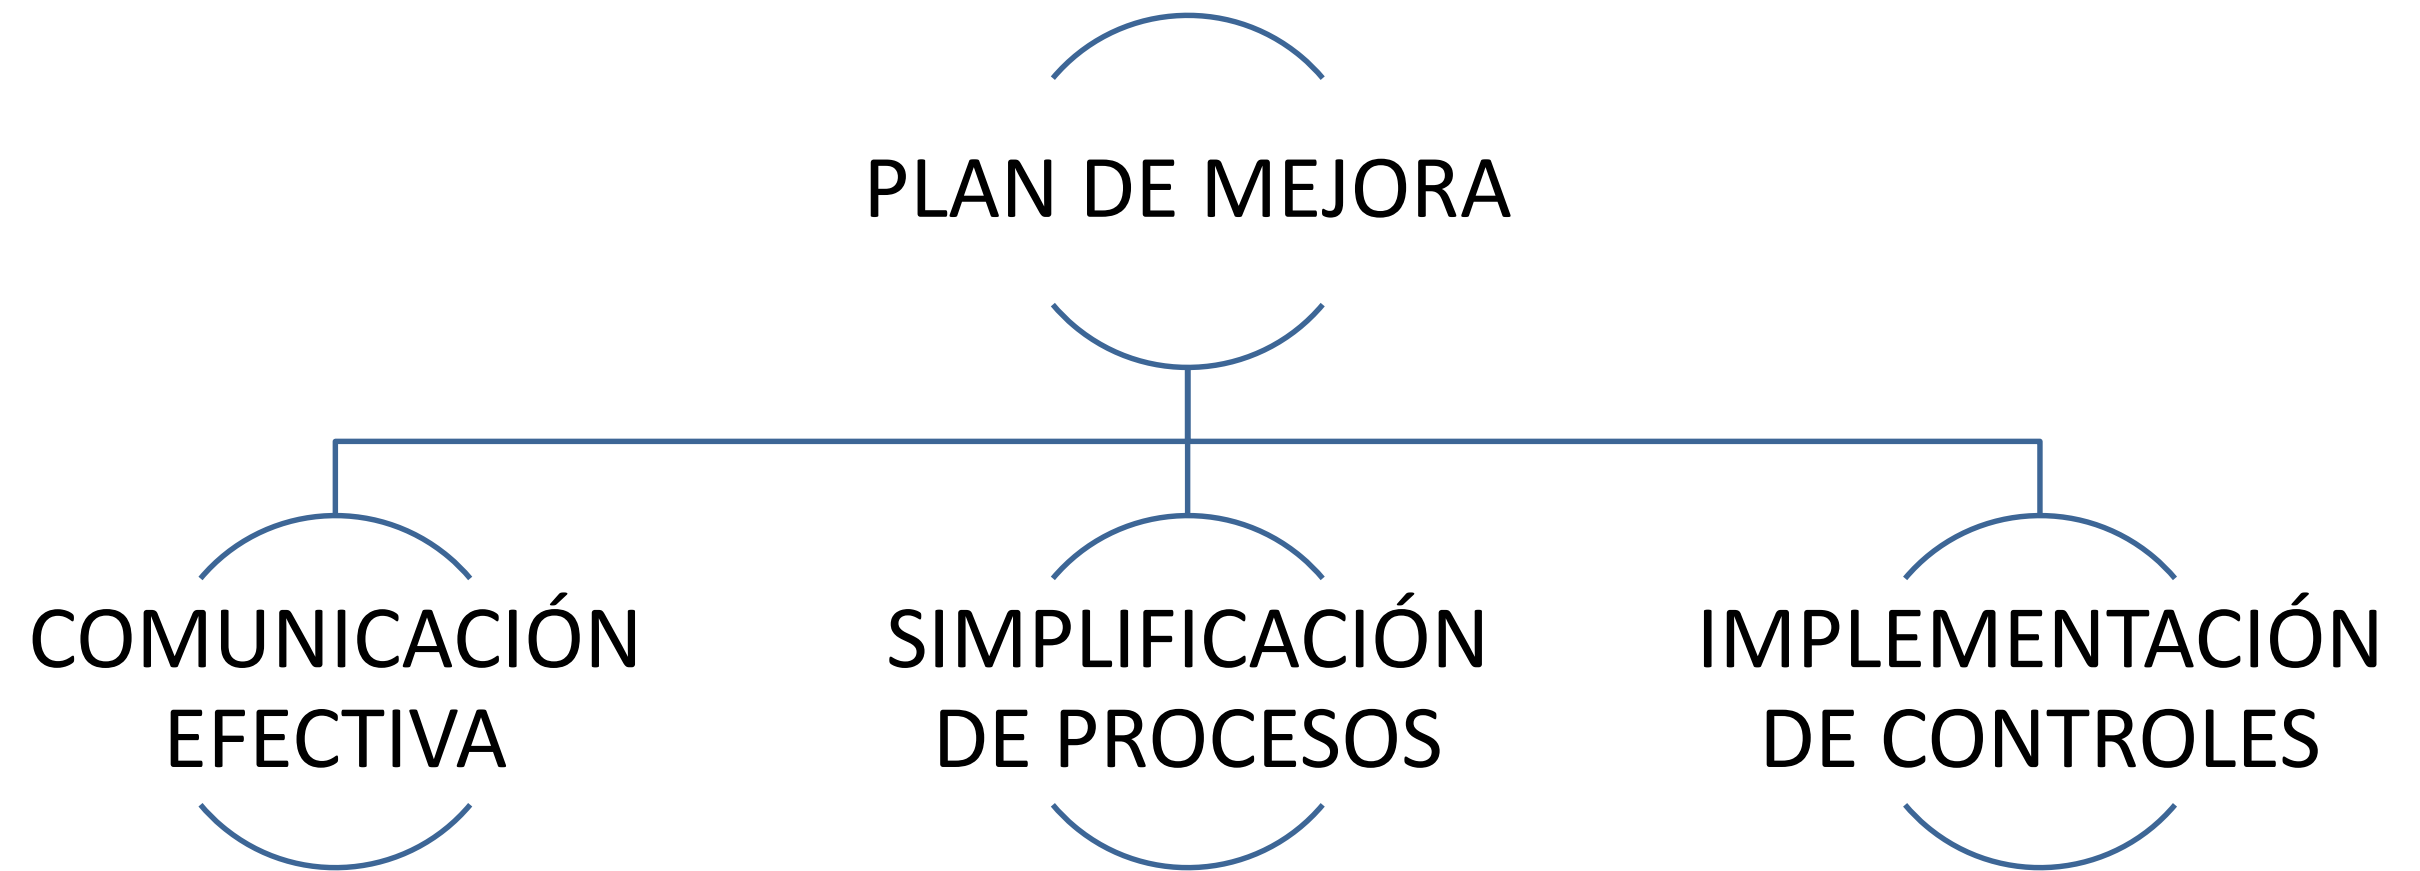 PLAN DE MEJORA
COMUNICACIÓN
EFECTIVA
SIMPLIFICACIÓN
DE PROCESOS
IMPLEMENTACIÓN
DE CONTROLES